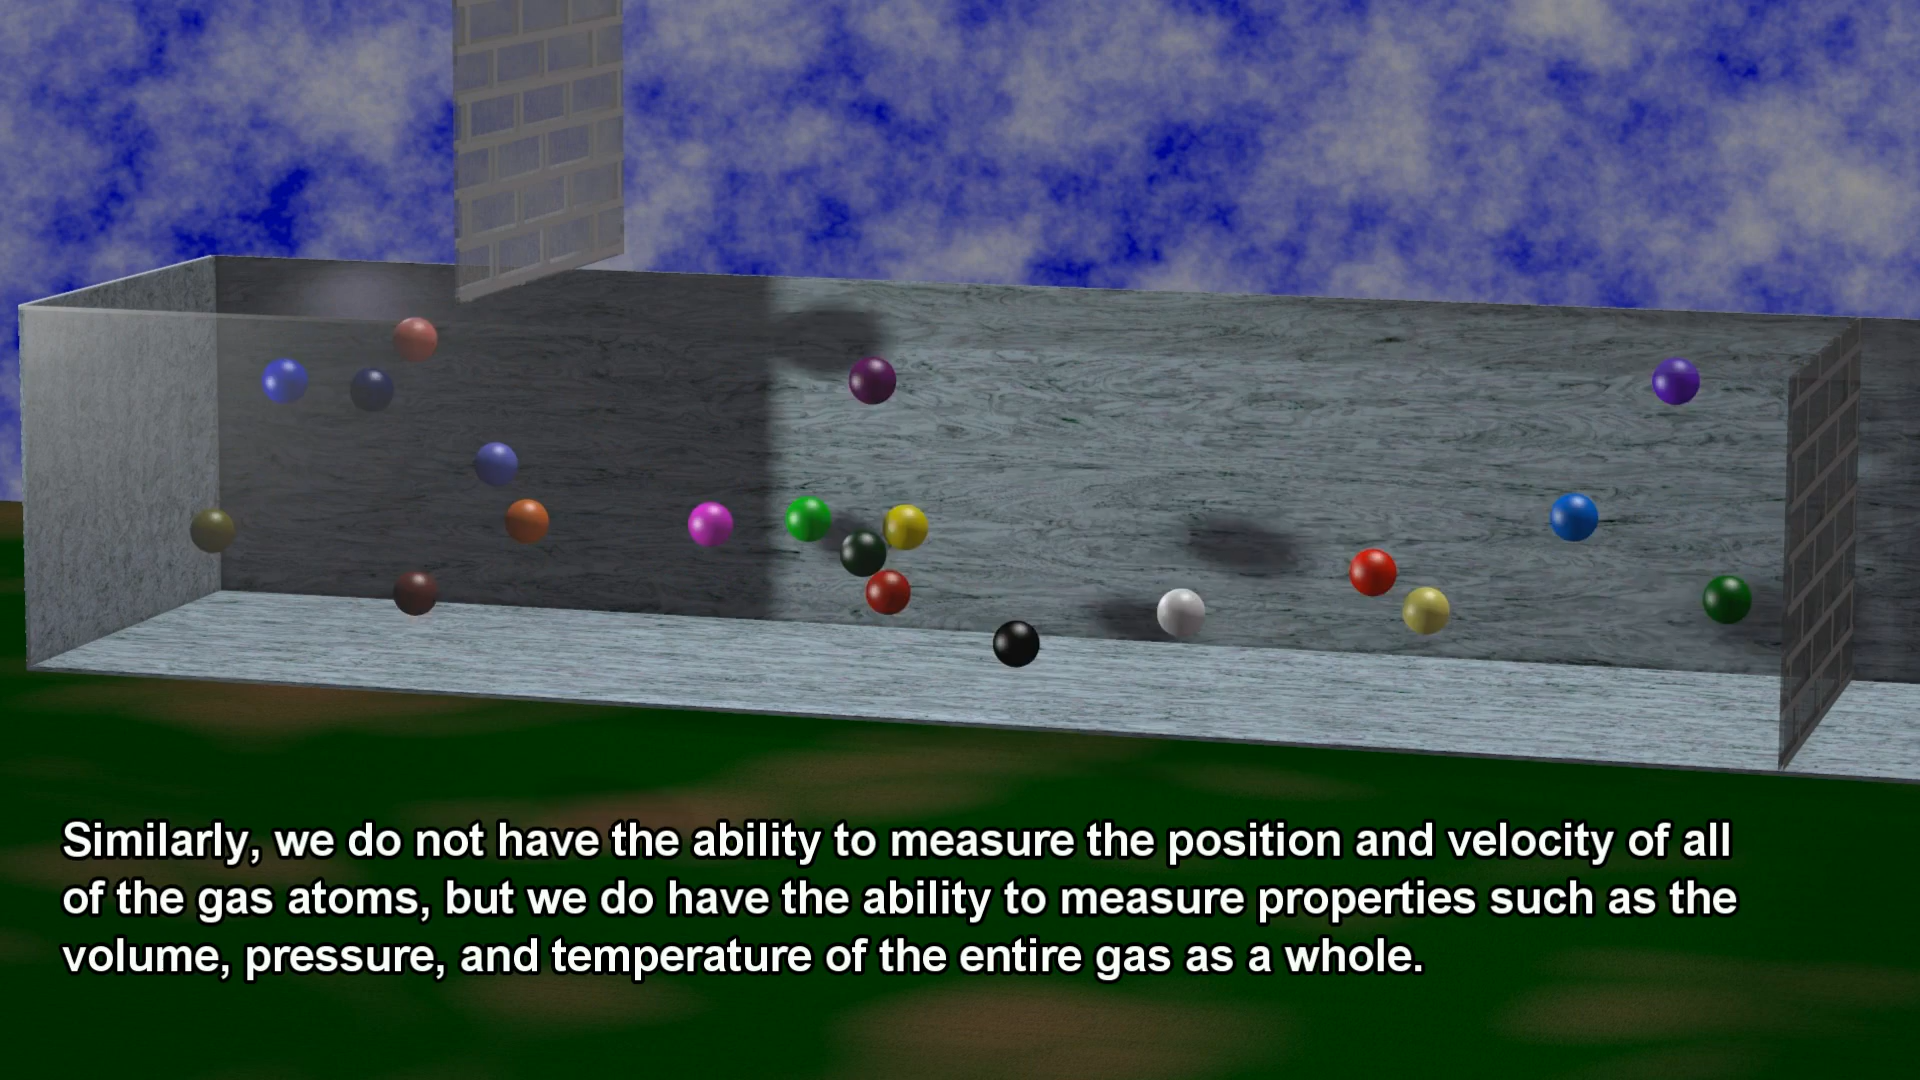 Similarly, we do not have the ability to measure the position and velocity of all
of the gas atoms, but we do have the ability to measure properties such as the
volume, pressure, and temperature of the entire gas as a whole.